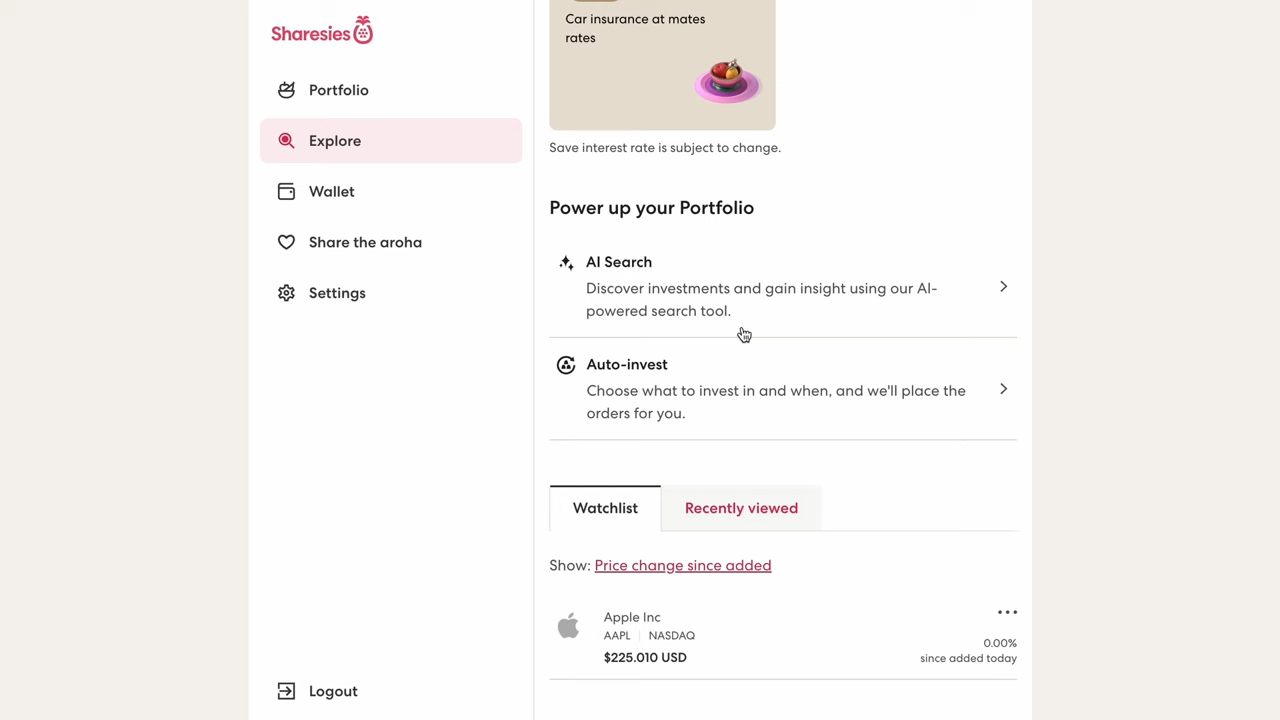 Sharesies
Portfolio
Explore
Wallet
Share the aroha
Settings
Logout
Car insurance at mates
rates
Save interest rate is subject to change.
Power up your Portfolio
AI Search
Discover investments and gain insight using our AI-
powered search tool.
Auto-invest
Choose what to invest in and when, and we'll place the
orders for you.
Watchlist
Recently viewed
Show: Price change since added
Apple Inc
AAPL | NASDAQ
$225.010 USD
0.00%
since added today